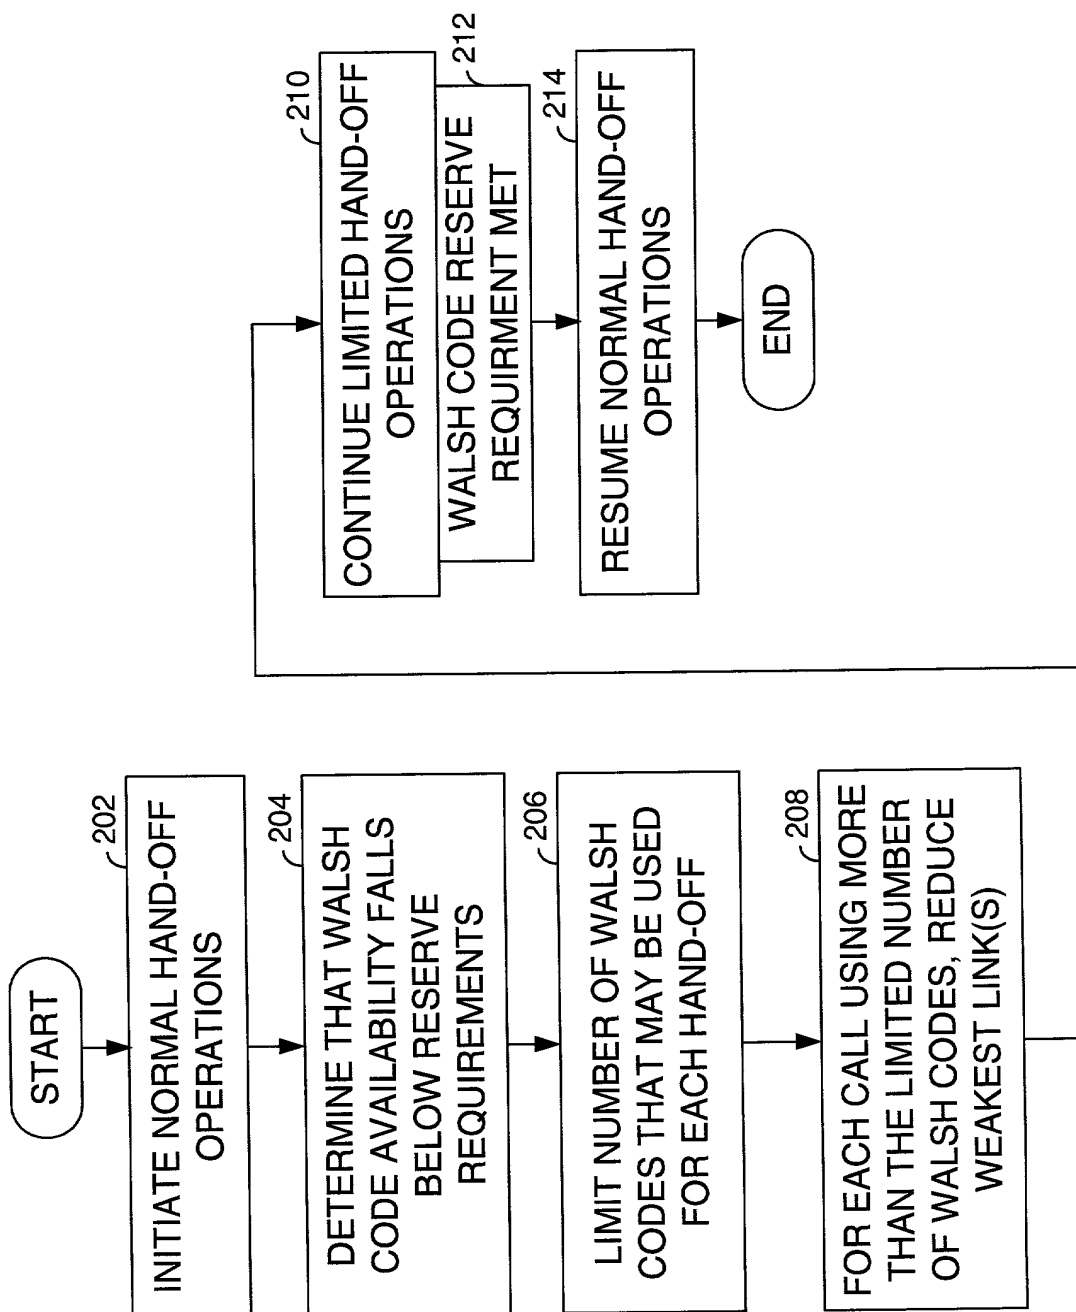 START
202
INITIATE NORMAL HAND-OFF
OPERATIONS
204
DETERMINE THAT WALSH
CODE AVAILABILITY FALLS
BELOW RESERVE
REQUIREMENTS
206
LIMIT NUMBER OF WALSH
CODES THAT MAY BE USED
FOR EACH HAND-OFF
208
FOR EACH CALL USING MORE
THAN THE LIMITED NUMBER
OF WALSH CODES, REDUCE
WEAKEST LINK(S)
210
CONTINUE LIMITED HAND-OFF
OPERATIONS
212
WALSH CODE RESERVE
REQUIRMENT MET
214
RESUME NORMAL HAND-OFF
OPERATIONS
END